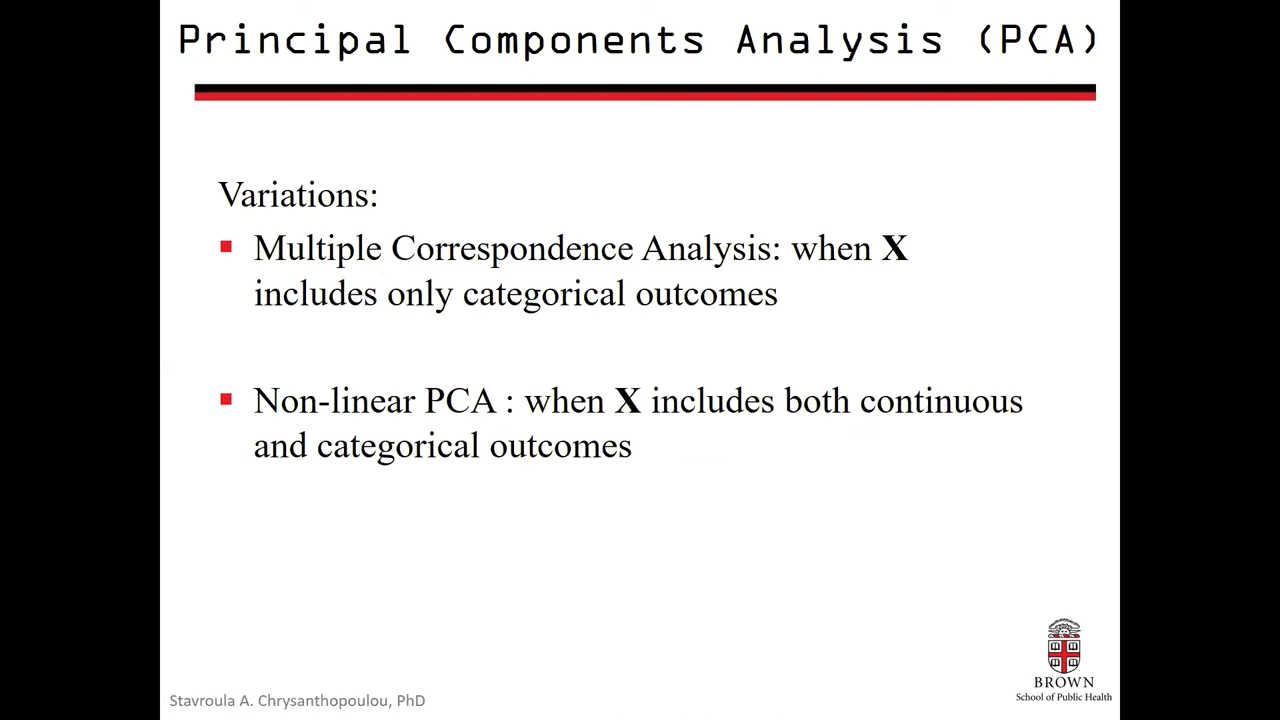 Principal Components Analysis (PCA)
Variations:
Multiple Correspondence Analysis: when X
includes only categorical outcomes
Non-linear PCA : when X includes both continuous
and categorical outcomes
BROWN
School of Public Health
Stavroula A. Chrysanthopoulou, PhD